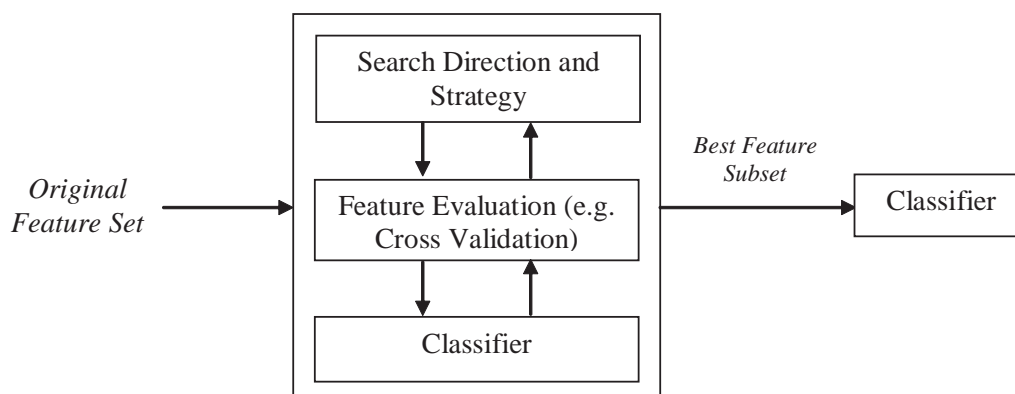 Search Direction and
Strategy
Original
Feature Set
Feature Evaluation (e.g.
Cross Validation)
Classifier
Best Feature
Subset
Classifier